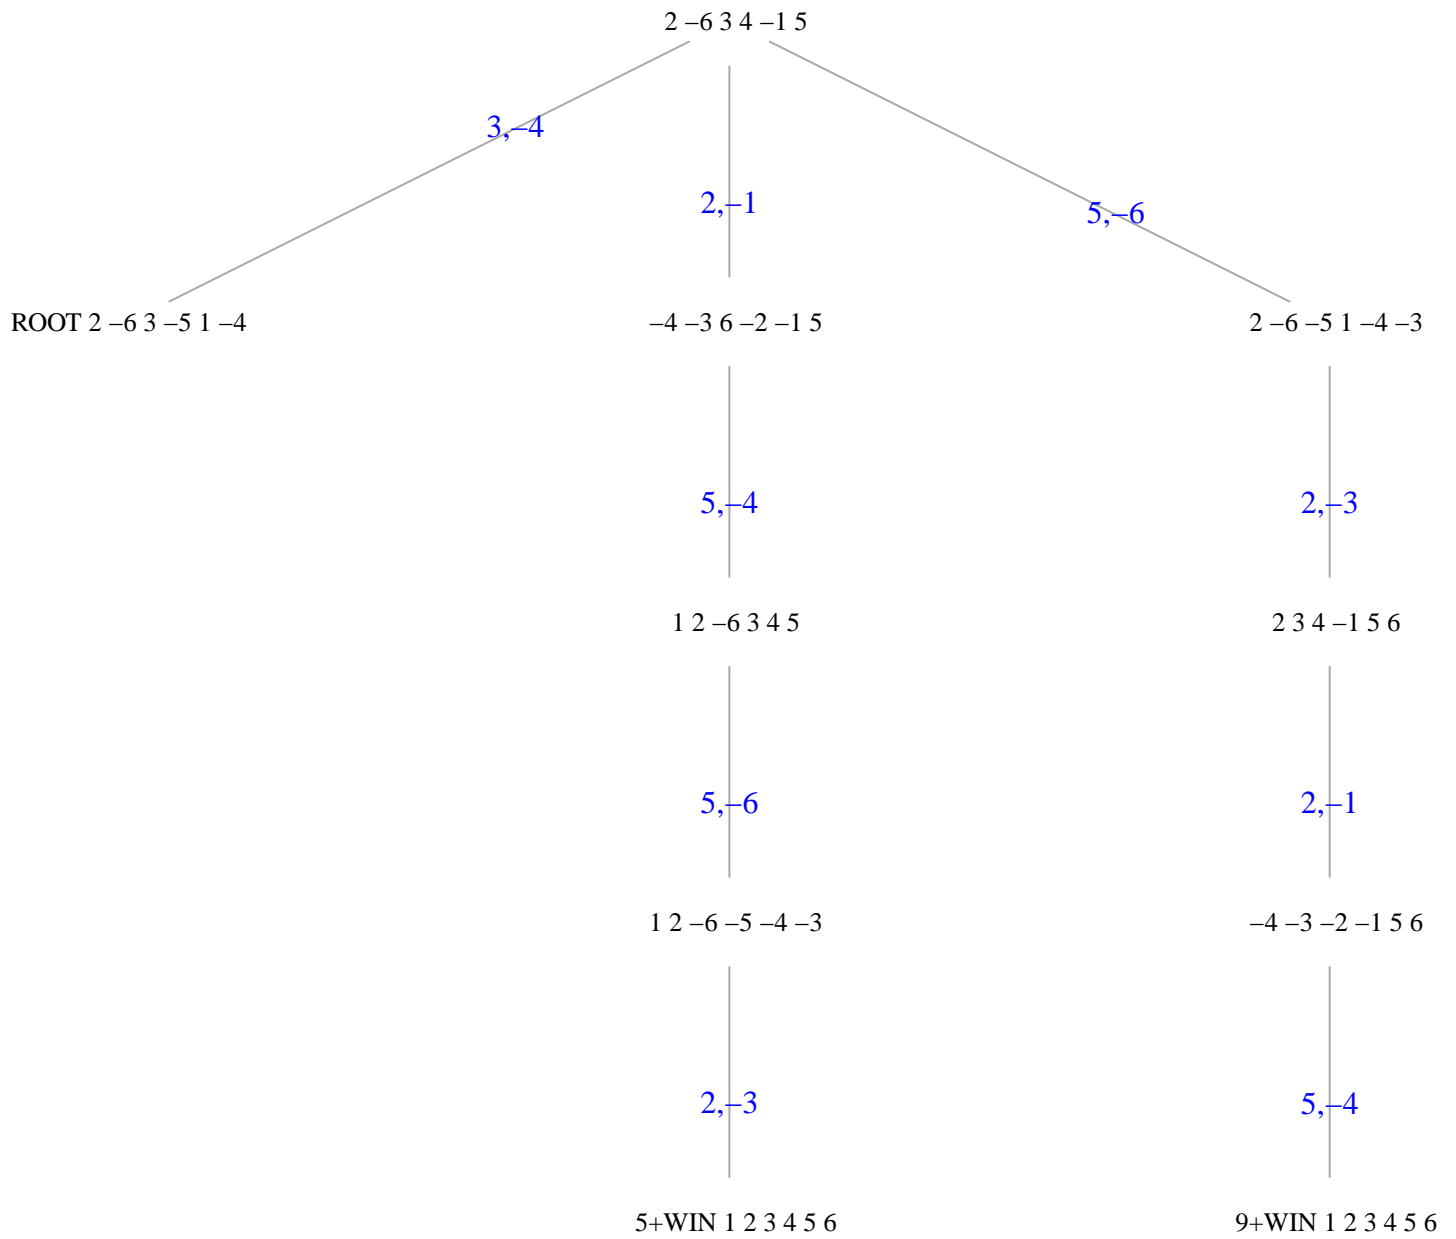 2 –6 3 4 –1 5
3,–4
2,–1
5,–6
ROOT 2 –6 3 –5 1 –4
–4 –3 6 –2 –1 5
2 –6 –5 1 –4 –3
5,–4
2,–3
1 2 –6 3 4 5
2 3 4 –1 5 6
5,–6
2,–1
1 2 –6 –5 –4 –3
–4 –3 –2 –1 5 6
2,–3
5,–4
5+WIN 1 2 3 4 5 6
9+WIN 1 2 3 4 5 6